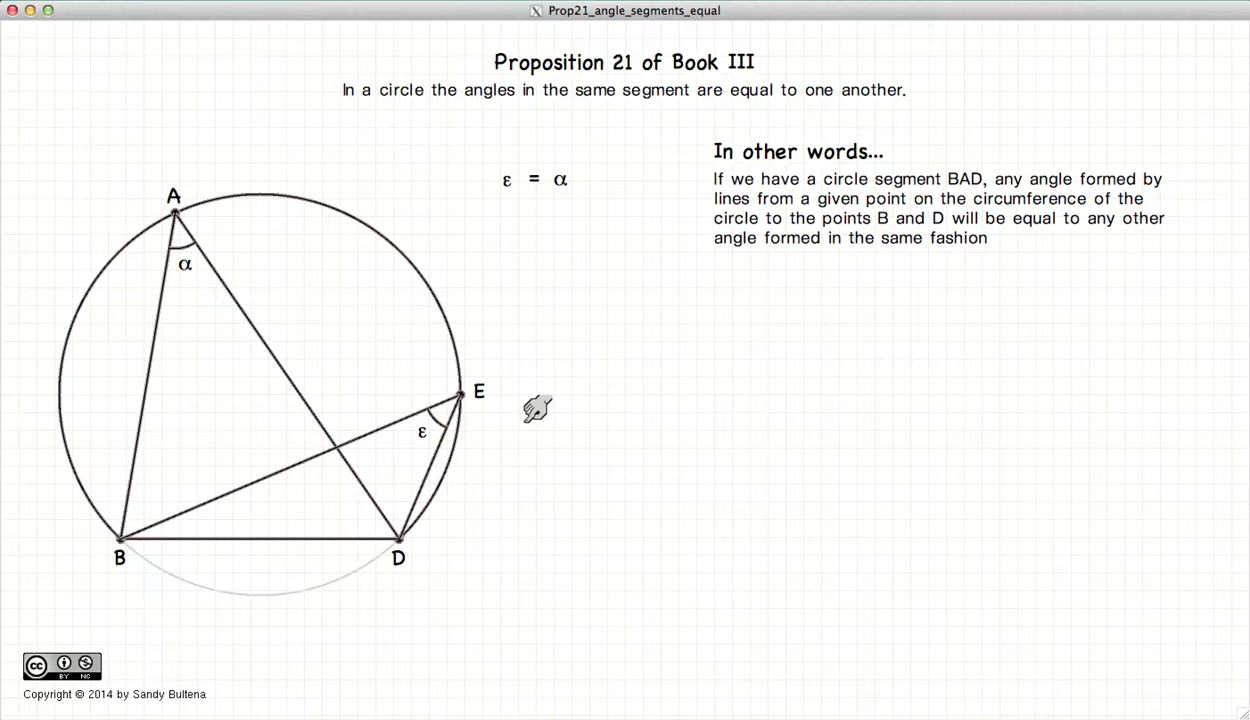 Prop21_angle_segments_equal
Proposition 21 of Book III
In a circle the angles in the same segment are equal to one another.
ε = α
In other words...
If we have a circle segment BAD, any angle formed by
lines from a given point on the circumference of the
circle to the points B and D will be equal to any other
angle formed in the same fashion
A
α
E
ε
B
D
cc
BY NC
Copyright © 2014 by Sandy Bultena